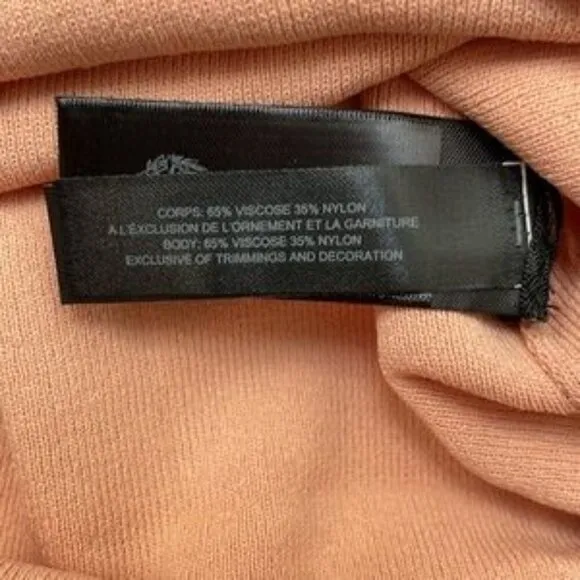 CORPS: 65% VISCOSE 35% NYLON
A L'ÉXCLUSION DE L'ORNEMENT ET LA GARNITURE
BODY: 65% VISCOSE 35% NYLON
EXCLUSIVE OF TRIMMINGS AND DECORATION